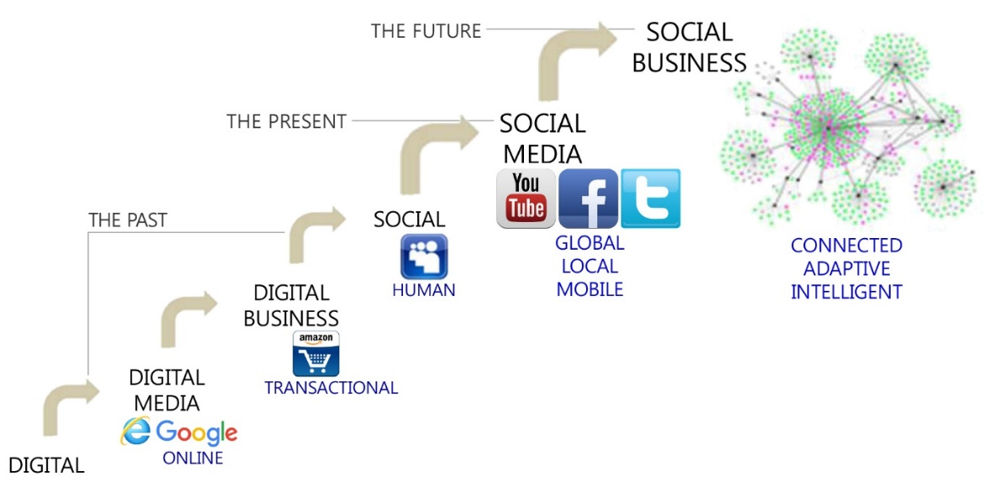 THE FUTURE
SOCIAL
BUSINESS
THE PRESENT
SOCIAL
MEDIA
You
Tube
f
t
GLOBAL
LOCAL
MOBILE
CONNECTED
ADAPTIVE
INTELLIGENT
THE PAST
SOCIAL
HUMAN
DIGITAL
BUSINESS
amazon
TRANSACTIONAL
DIGITAL
MEDIA
e Google
ONLINE
DIGITAL